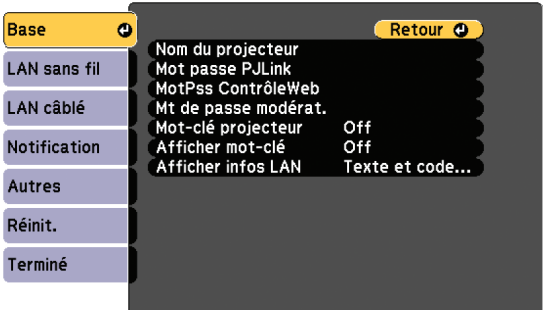 Base
LAN sans fil
LAN câblé
Notification
Autres
Réinit.
Terminé
Retour
Nom du projecteur
Mot passe PJLink
MotPss ContrôleWeb
Mt de passe modérat.
Mot-clé projecteur Off
Afficher mot-clé Off
Afficher infos LAN Texte et code...